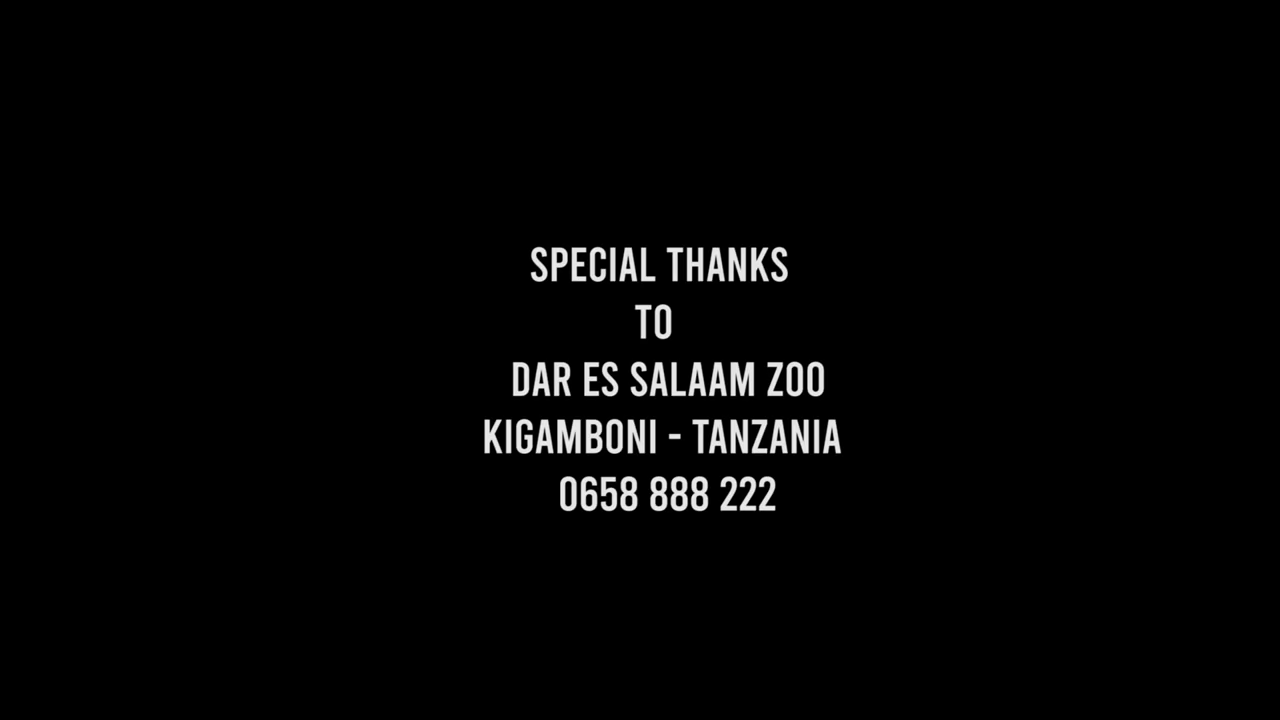 SPECIAL THANKS
TO
DAR ES SALAAM ZOO
KIGAMBONI - TANZANIA
0658 888 222